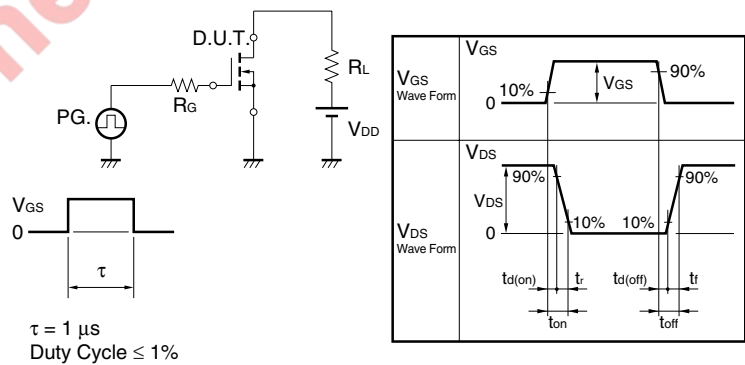 D.U.T.
RL
RG
PG.
VDD
VGS
0
τ
τ = 1 μs
Duty Cycle ≤ 1%
VGS
Wave Form
VGS
10%
VGS
90%
0
VDS
Wave Form
VDS
90%
VDS
10%
10%
90%
0
td(on)
tr
td(off)
tf
ton
toff